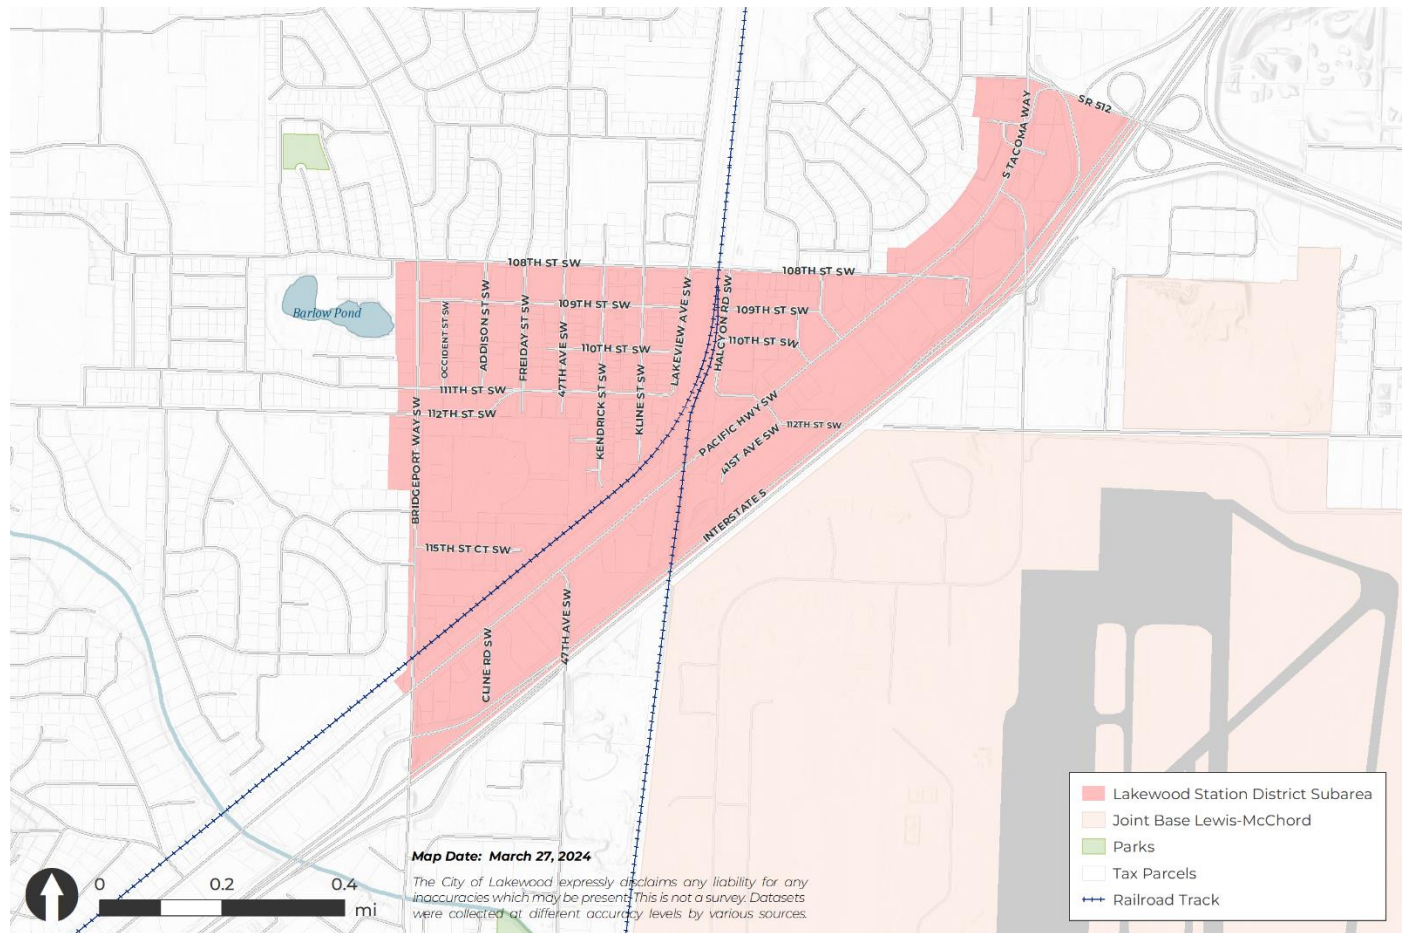 SR 512
S TACOMA WAY
108TH ST SW
108TH ST SW
Barlow Pond
OCCIDENT ST SW
ADDISON ST SW
FREIDAY ST SW
47TH AVE SW
109TH ST SW
LAKEVIEW AVE SW
HALCYON RD SW
109TH ST SW
110TH ST SW
110TH ST SW
111TH ST SW
KENDRICK ST SW
KLINE ST SW
112TH ST SW
BRIDGEPORT WAY SW
PACIFIC HWY SW
41ST AVE SW
112TH ST SW
INTERSTATE 5
115TH ST CT SW
CLINE RD SW
47TH AVE SW
Lakewood Station District Subarea
Joint Base Lewis-McChord
Parks
Tax Parcels
Railroad Track
Map Date: March 27, 2024
The City of Lakewood expressly disclaims any liability for any
inaccuracies which may be present. This is not a survey. Datasets
were collected at different accuracy levels by various sources.
0 0.2 0.4
mi